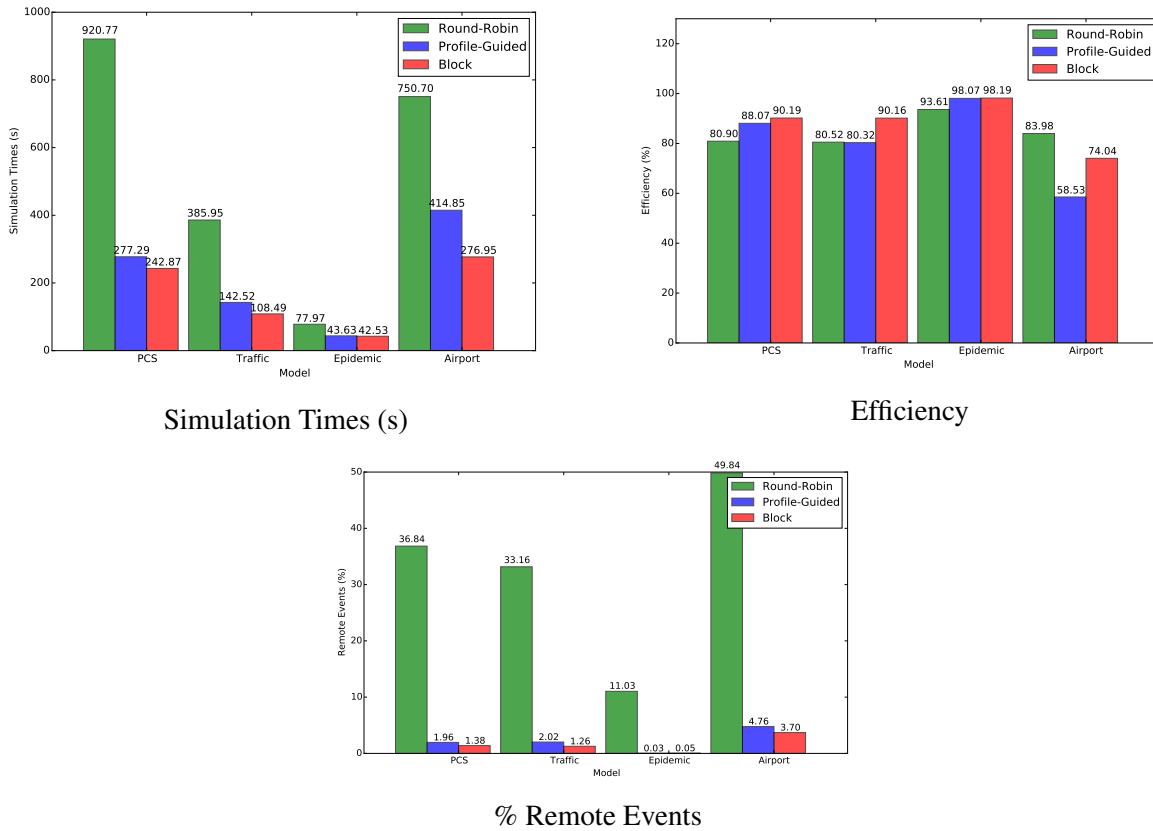 1000
800
600
400
200
0
Simulation Times (s)
920.77
277.29
242.87
385.95
142.52
108.49
77.97
43.63
42.53
750.70
414.85
276.95
Round-Robin
Profile-Guided
Block
PCS
Traffic
Epidemic
Airport
Model
Simulation Times (s)
120
100
80
60
40
20
0
Efficiency (%)
80.90
88.07
90.19
80.52
80.32
90.16
93.61
98.07
98.19
83.98
58.53
74.04
Round-Robin
Profile-Guided
Block
PCS
Traffic
Epidemic
Airport
Model
Efficiency
50
40
30
20
10
0
Remote Events (%)
36.84
1.96
1.38
33.16
2.02
1.26
11.03
0.03
0.05
49.84
4.76
3.70
Round-Robin
Profile-Guided
Block
PCS
Traffic
Epidemic
Airport
Model
% Remote Events